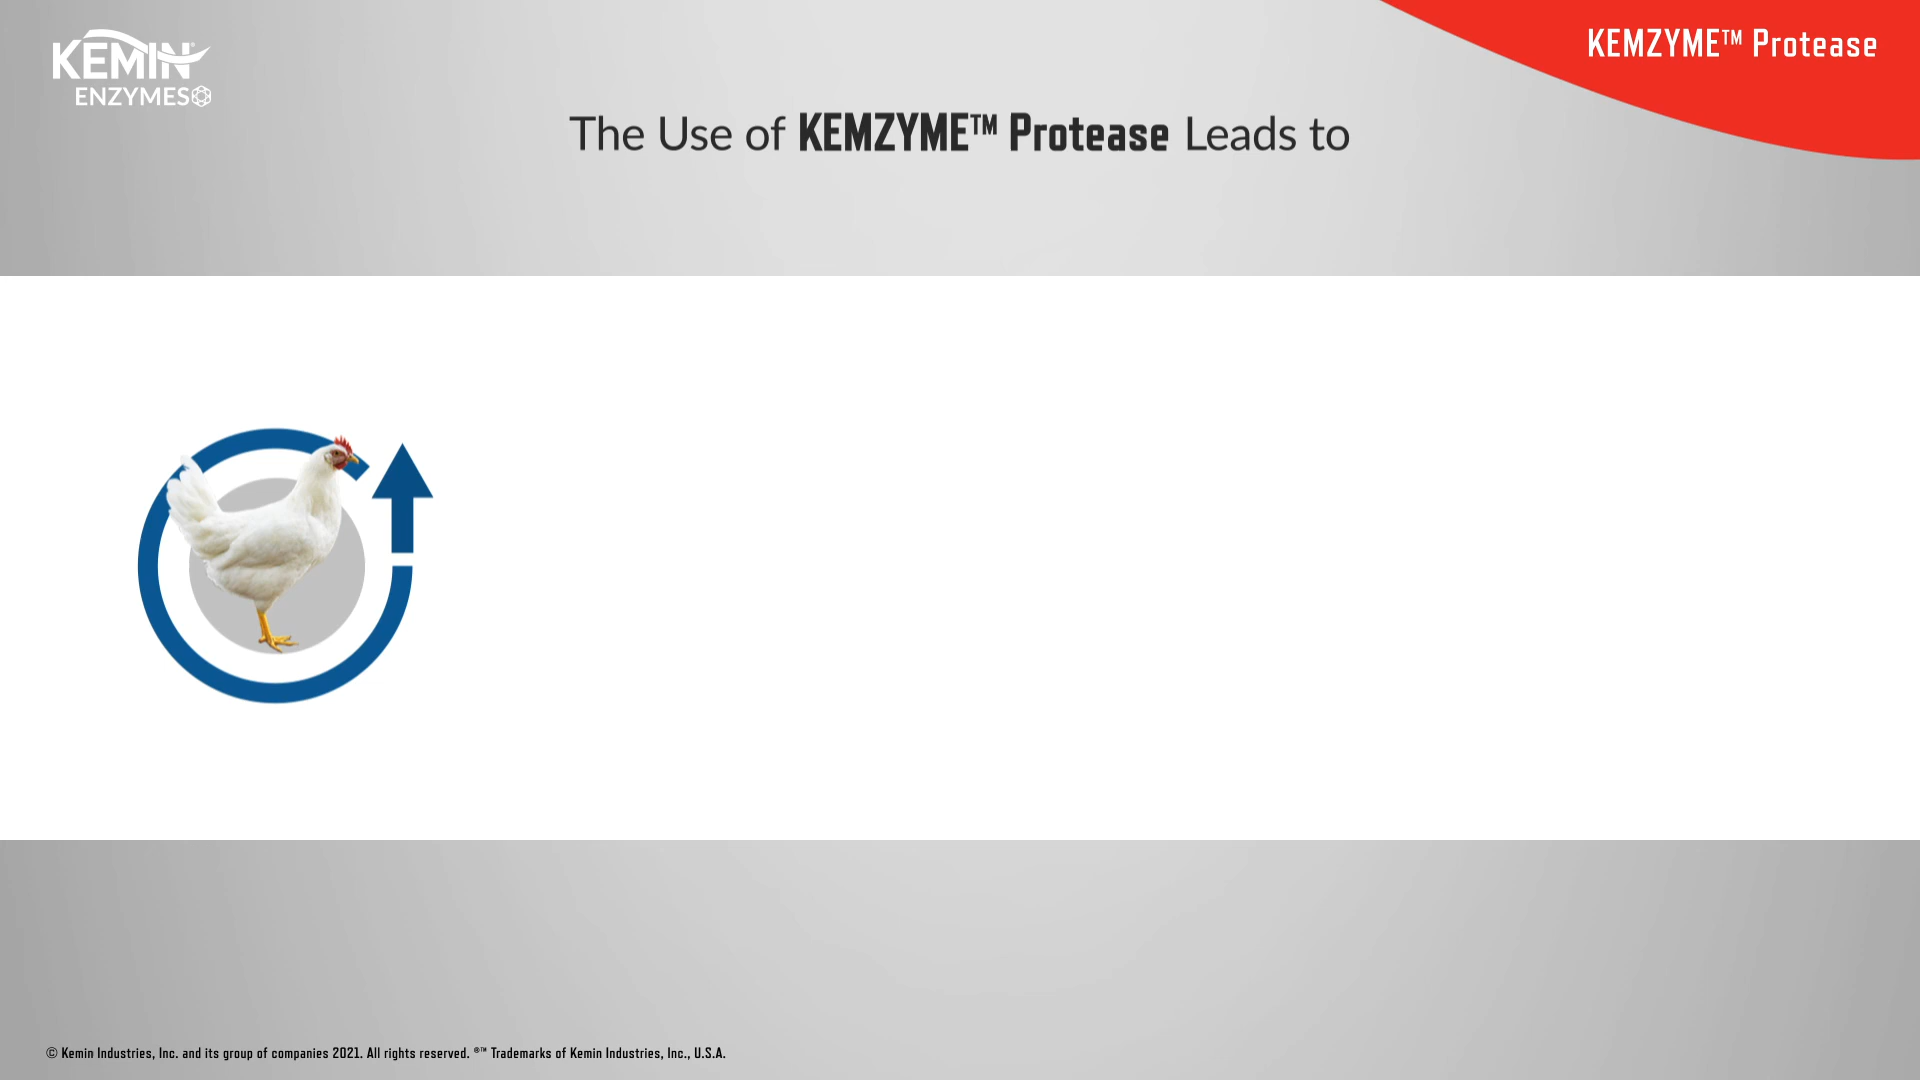 KEMIN®
ENZYMES
KEMZYME™ Protease
The Use of KEMZYME™ Protease Leads to
© Kemin Industries, Inc. and its group of companies 2021. All rights reserved. ®™ Trademarks of Kemin Industries, Inc., U.S.A.